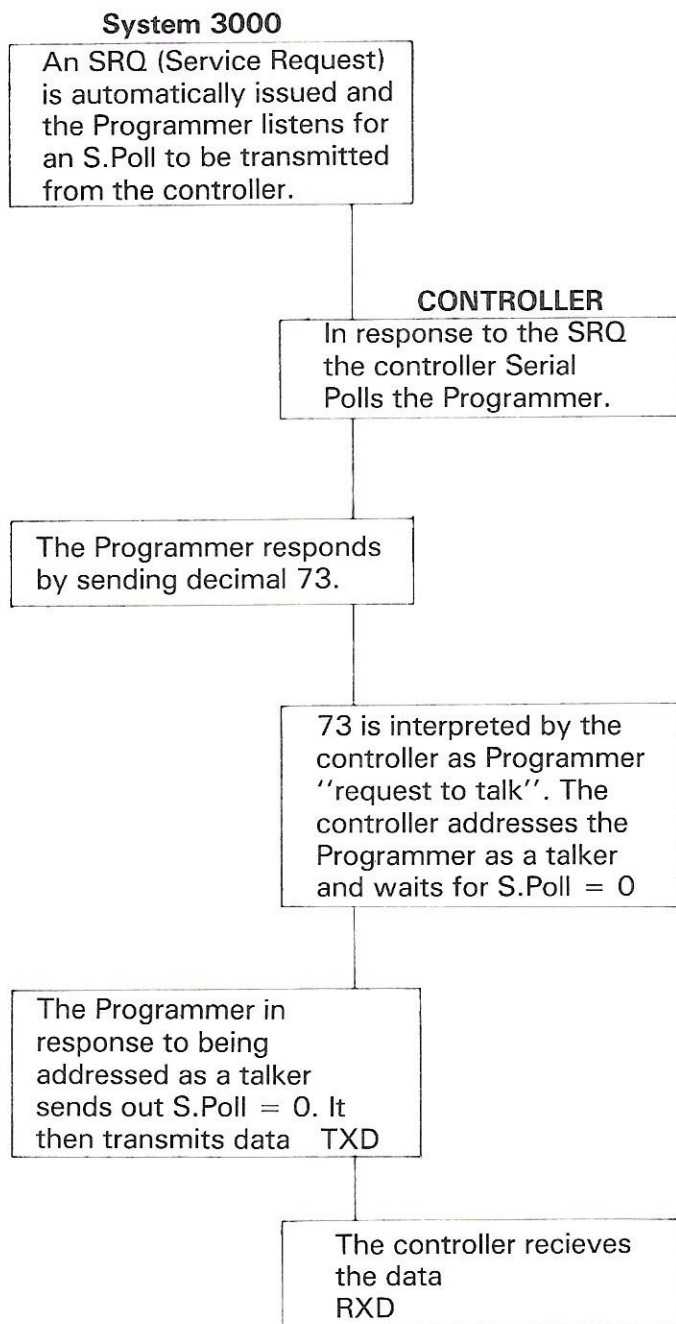 System 3000
An SRQ (Service Request)
is automatically issued and
the Programmer listens for
an S.Poll to be transmitted
from the controller.
CONTROLLER
In response to the SRQ
the controller Serial
Polls the Programmer.
The Programmer responds
by sending decimal 73.
73 is interpreted by the
controller as Programmer
''request to talk''. The
controller addresses the
Programmer as a talker
and waits for S.Poll = 0
The Programmer in
response to being
addressed as a talker
sends out S.Poll = 0. It
then transmits data TXD
The controller recieves
the data
RXD